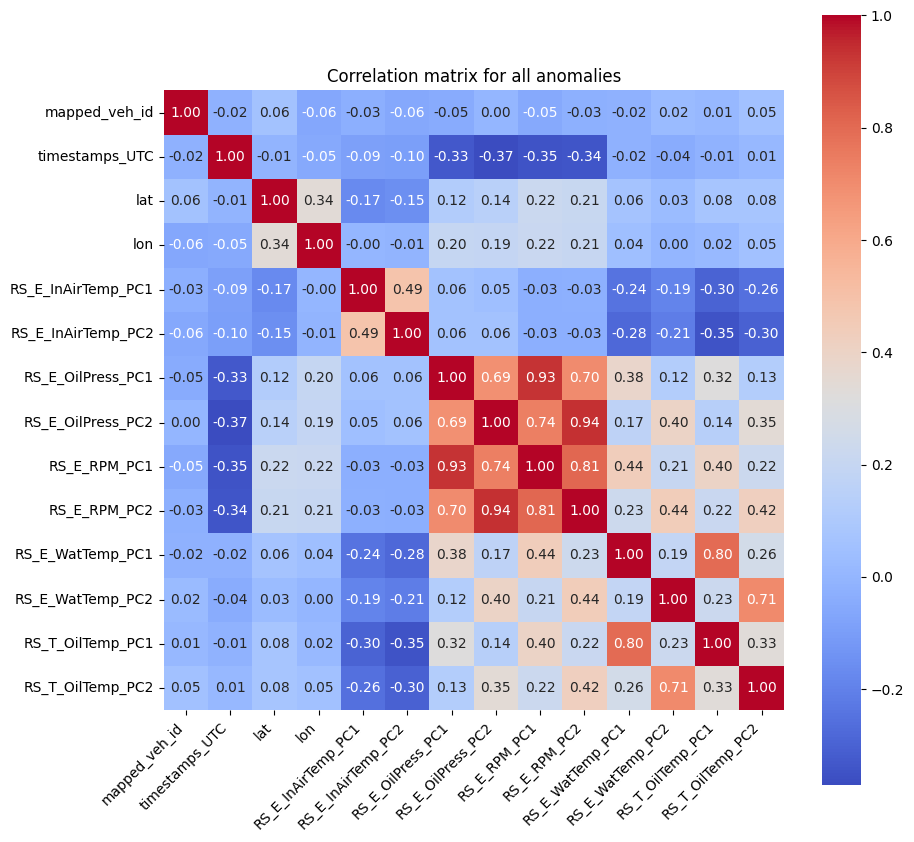 Correlation matrix for all anomalies
mapped_veh_id 1.00 -0.02 0.06 -0.06 -0.03 -0.06 -0.05 0.00 -0.05 -0.03 -0.02 0.02 0.01 0.05
timestamps_UTC -0.02 1.00 -0.01 -0.05 -0.09 -0.10 -0.33 -0.37 -0.35 -0.34 -0.02 -0.04 -0.01 0.01
lat 0.06 -0.01 1.00 0.34 -0.17 -0.15 0.12 0.14 0.22 0.21 0.06 0.03 0.08 0.08
lon -0.06 -0.05 0.34 1.00 -0.00 -0.01 0.20 0.19 0.22 0.21 0.04 0.00 0.02 0.05
RS_E_InAirTemp_PC1 -0.03 -0.09 -0.17 -0.00 1.00 0.49 0.06 0.05 -0.03 -0.03 -0.24 -0.19 -0.30 -0.26
RS_E_InAirTemp_PC2 -0.06 -0.10 -0.15 -0.01 0.49 1.00 0.06 0.06 -0.03 -0.03 -0.28 -0.21 -0.35 -0.30
RS_E_OilPress_PC1 -0.05 -0.33 0.12 0.20 0.06 0.06 1.00 0.69 0.93 0.70 0.38 0.12 0.32 0.13
RS_E_OilPress_PC2 0.00 -0.37 0.14 0.19 0.05 0.06 0.69 1.00 0.74 0.94 0.17 0.40 0.14 0.35
RS_E_RPM_PC1 -0.05 -0.35 0.22 0.22 -0.03 -0.03 0.93 0.74 1.00 0.81 0.44 0.21 0.40 0.22
RS_E_RPM_PC2 -0.03 -0.34 0.21 0.21 -0.03 -0.03 0.70 0.94 0.81 1.00 0.23 0.44 0.22 0.42
RS_E_WatTemp_PC1 -0.02 -0.02 0.06 0.04 -0.24 -0.28 0.38 0.17 0.44 0.23 1.00 0.19 0.80 0.26
RS_E_WatTemp_PC2 0.02 -0.04 0.03 0.00 -0.19 -0.21 0.12 0.40 0.21 0.44 0.19 1.00 0.23 0.71
RS_T_OilTemp_PC1 0.01 -0.01 0.08 0.02 -0.30 -0.35 0.32 0.14 0.40 0.22 0.80 0.23 1.00 0.33
RS_T_OilTemp_PC2 0.05 0.01 0.08 0.05 -0.26 -0.30 0.13 0.35 0.22 0.42 0.26 0.71 0.33 1.00
mapped_veh_id
timestamps_UTC
lat
lon
RS_E_InAirTemp_PC1
RS_E_InAirTemp_PC2
RS_E_OilPress_PC1
RS_E_OilPress_PC2
RS_E_RPM_PC1
RS_E_RPM_PC2
RS_E_WatTemp_PC1
RS_E_WatTemp_PC2
RS_T_OilTemp_PC1
RS_T_OilTemp_PC2
1.0
0.8
0.6
0.4
0.2
0.0
−0.2